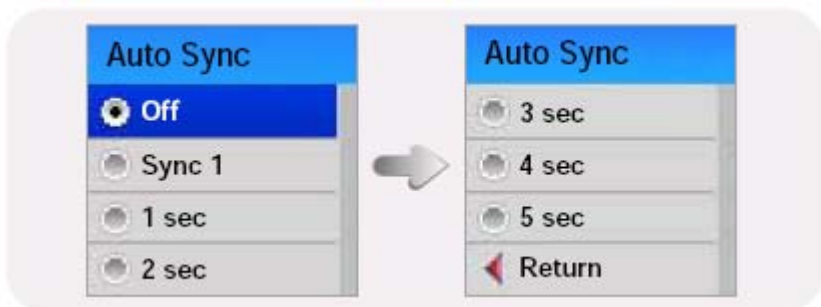 Auto Sync
Off
Sync 1
1 sec
2 sec
Auto Sync
3 sec
4 sec
5 sec
Return